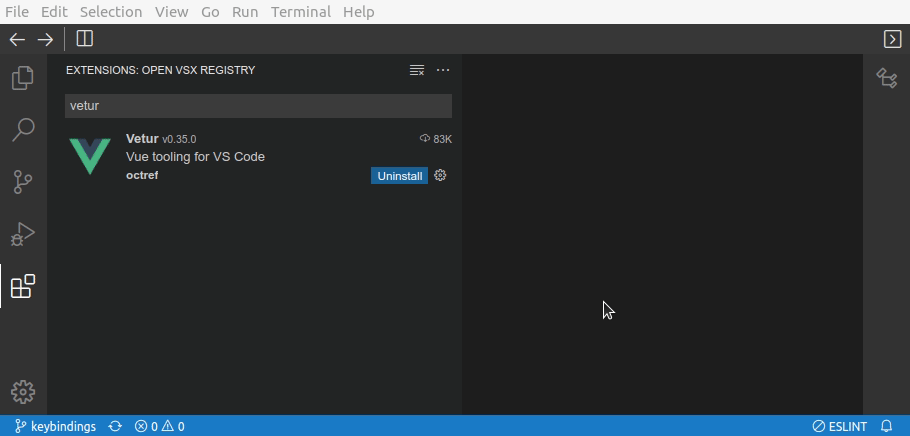 File Edit Selection View Go Run Terminal Help
EXTENSIONS: OPEN VSX REGISTRY
vetur
Vetur v0.35.0 83K
Vue tooling for VS Code
octref Uninstall
keybindings 0 0 ESLINT